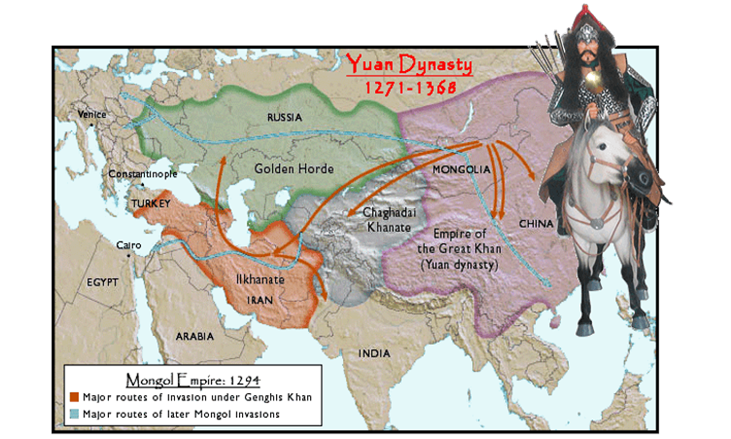 Yuan Dynasty
1271-1368
Venice
RUSSIA
Constantinople
Golden Horde
MONGOLIA
TURKEY
Chaghadai
Khanate
CHINA
Cairo
Empire of
the Great Khan
(Yuan dynasty)
Ilkhanate
IRAN
EGYPT
ARABIA
INDIA
Mongol Empire: 1294
Major routes of invasion under Genghis Khan
Major routes of later Mongol invasions